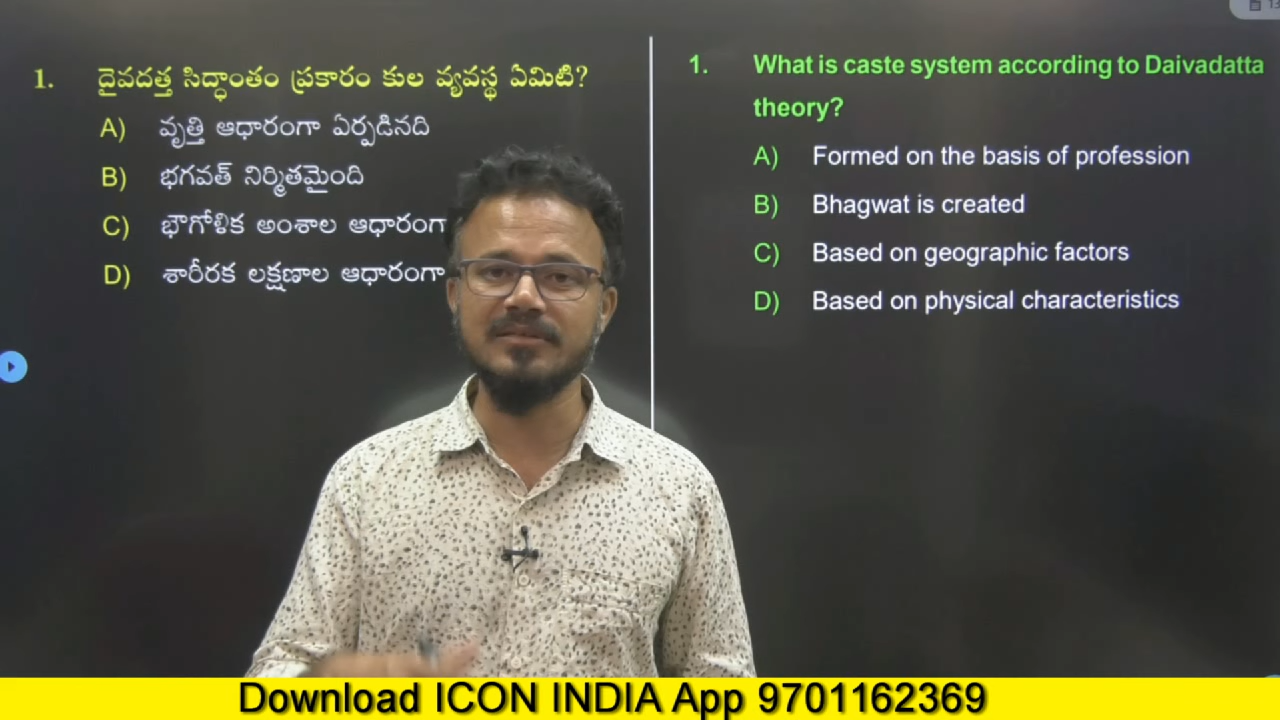 1. దైవదత్త సిద్ధాంతం ప్రకారం కుల వ్యవస్థ ఏమిటి?
A) వృత్తి ఆధారంగా ఏర్పడినది
B) భగవత్ నిర్మితమైంది
C) భౌగోళిక అంశాల ఆధారంగా
D) శారీరక లక్షణాల ఆధారంగా
1. What is caste system according to Daivadatta
theory?
A) Formed on the basis of profession
B) Bhagwat is created
C) Based on geographic factors
D) Based on physical characteristics
Download ICON INDIA App 9701162369